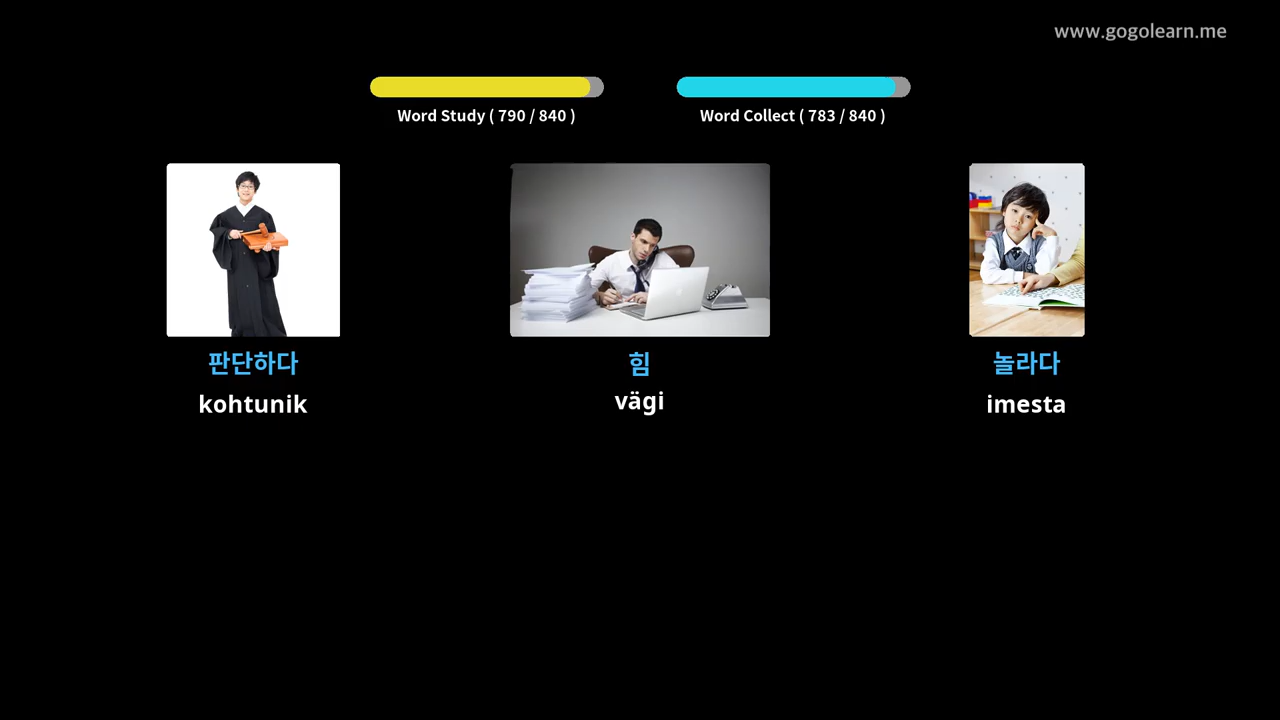 www.gogolearn.me
Word Study ( 790 / 840 )
Word Collect ( 783 / 840 )
판단하다
힘
놀라다
kohtunik
vägi
imesta